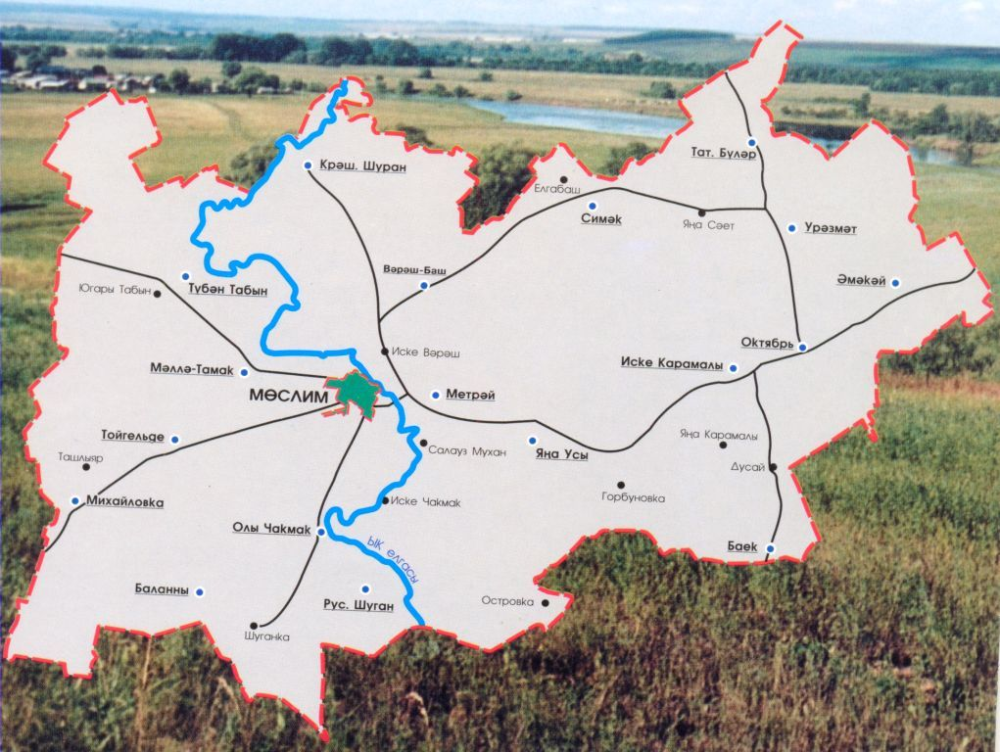 Тат. Бүләр
Крәш. Шуран
Елгабаш
Симәк
Яңа Сәет
Урәзмәт
Вәрәш-Баш
Әмәкәй
Түбән Табын
Югары Табын
Октябрь
Иске Вәрәш
Иске Карамалы
Мәллә-Тамак
МӨСЛИМ
Метрәй
Тойгельде
Яңа Карамалы
Салауз Мухан
Яңа Усы
Ташлыяр
Дусай
Михайловка
Горбуновка
Иске Чакмак
Олы Чакмак
Баек
ЫК елгасы
Баланны
Рус. Шуган
Островка
Шуганка